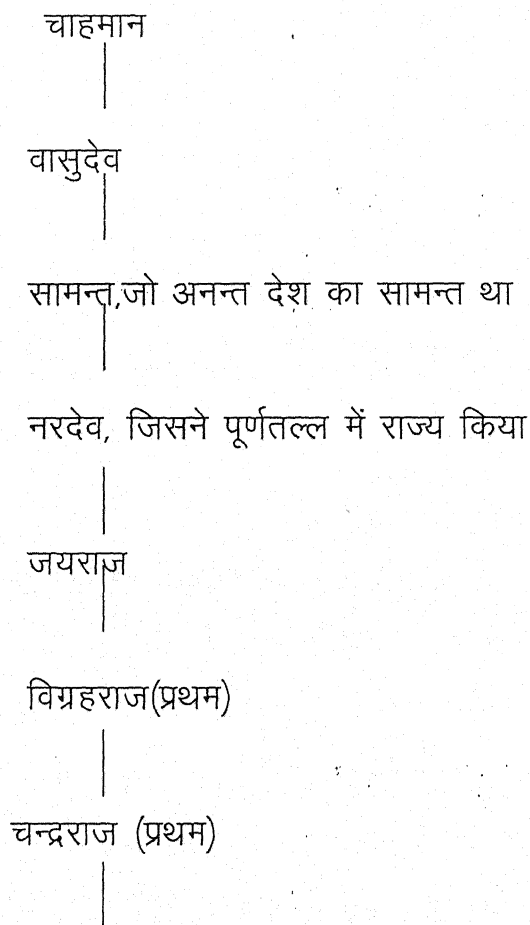 चाहमान
वासुदेव
सामन्त,जो अनन्त देश का सामन्त था
नरदेव, जिसने पूर्णतल्ल में राज्य किया
जयराज
विग्रहराज(प्रथम)
चन्द्रराज (प्रथम)